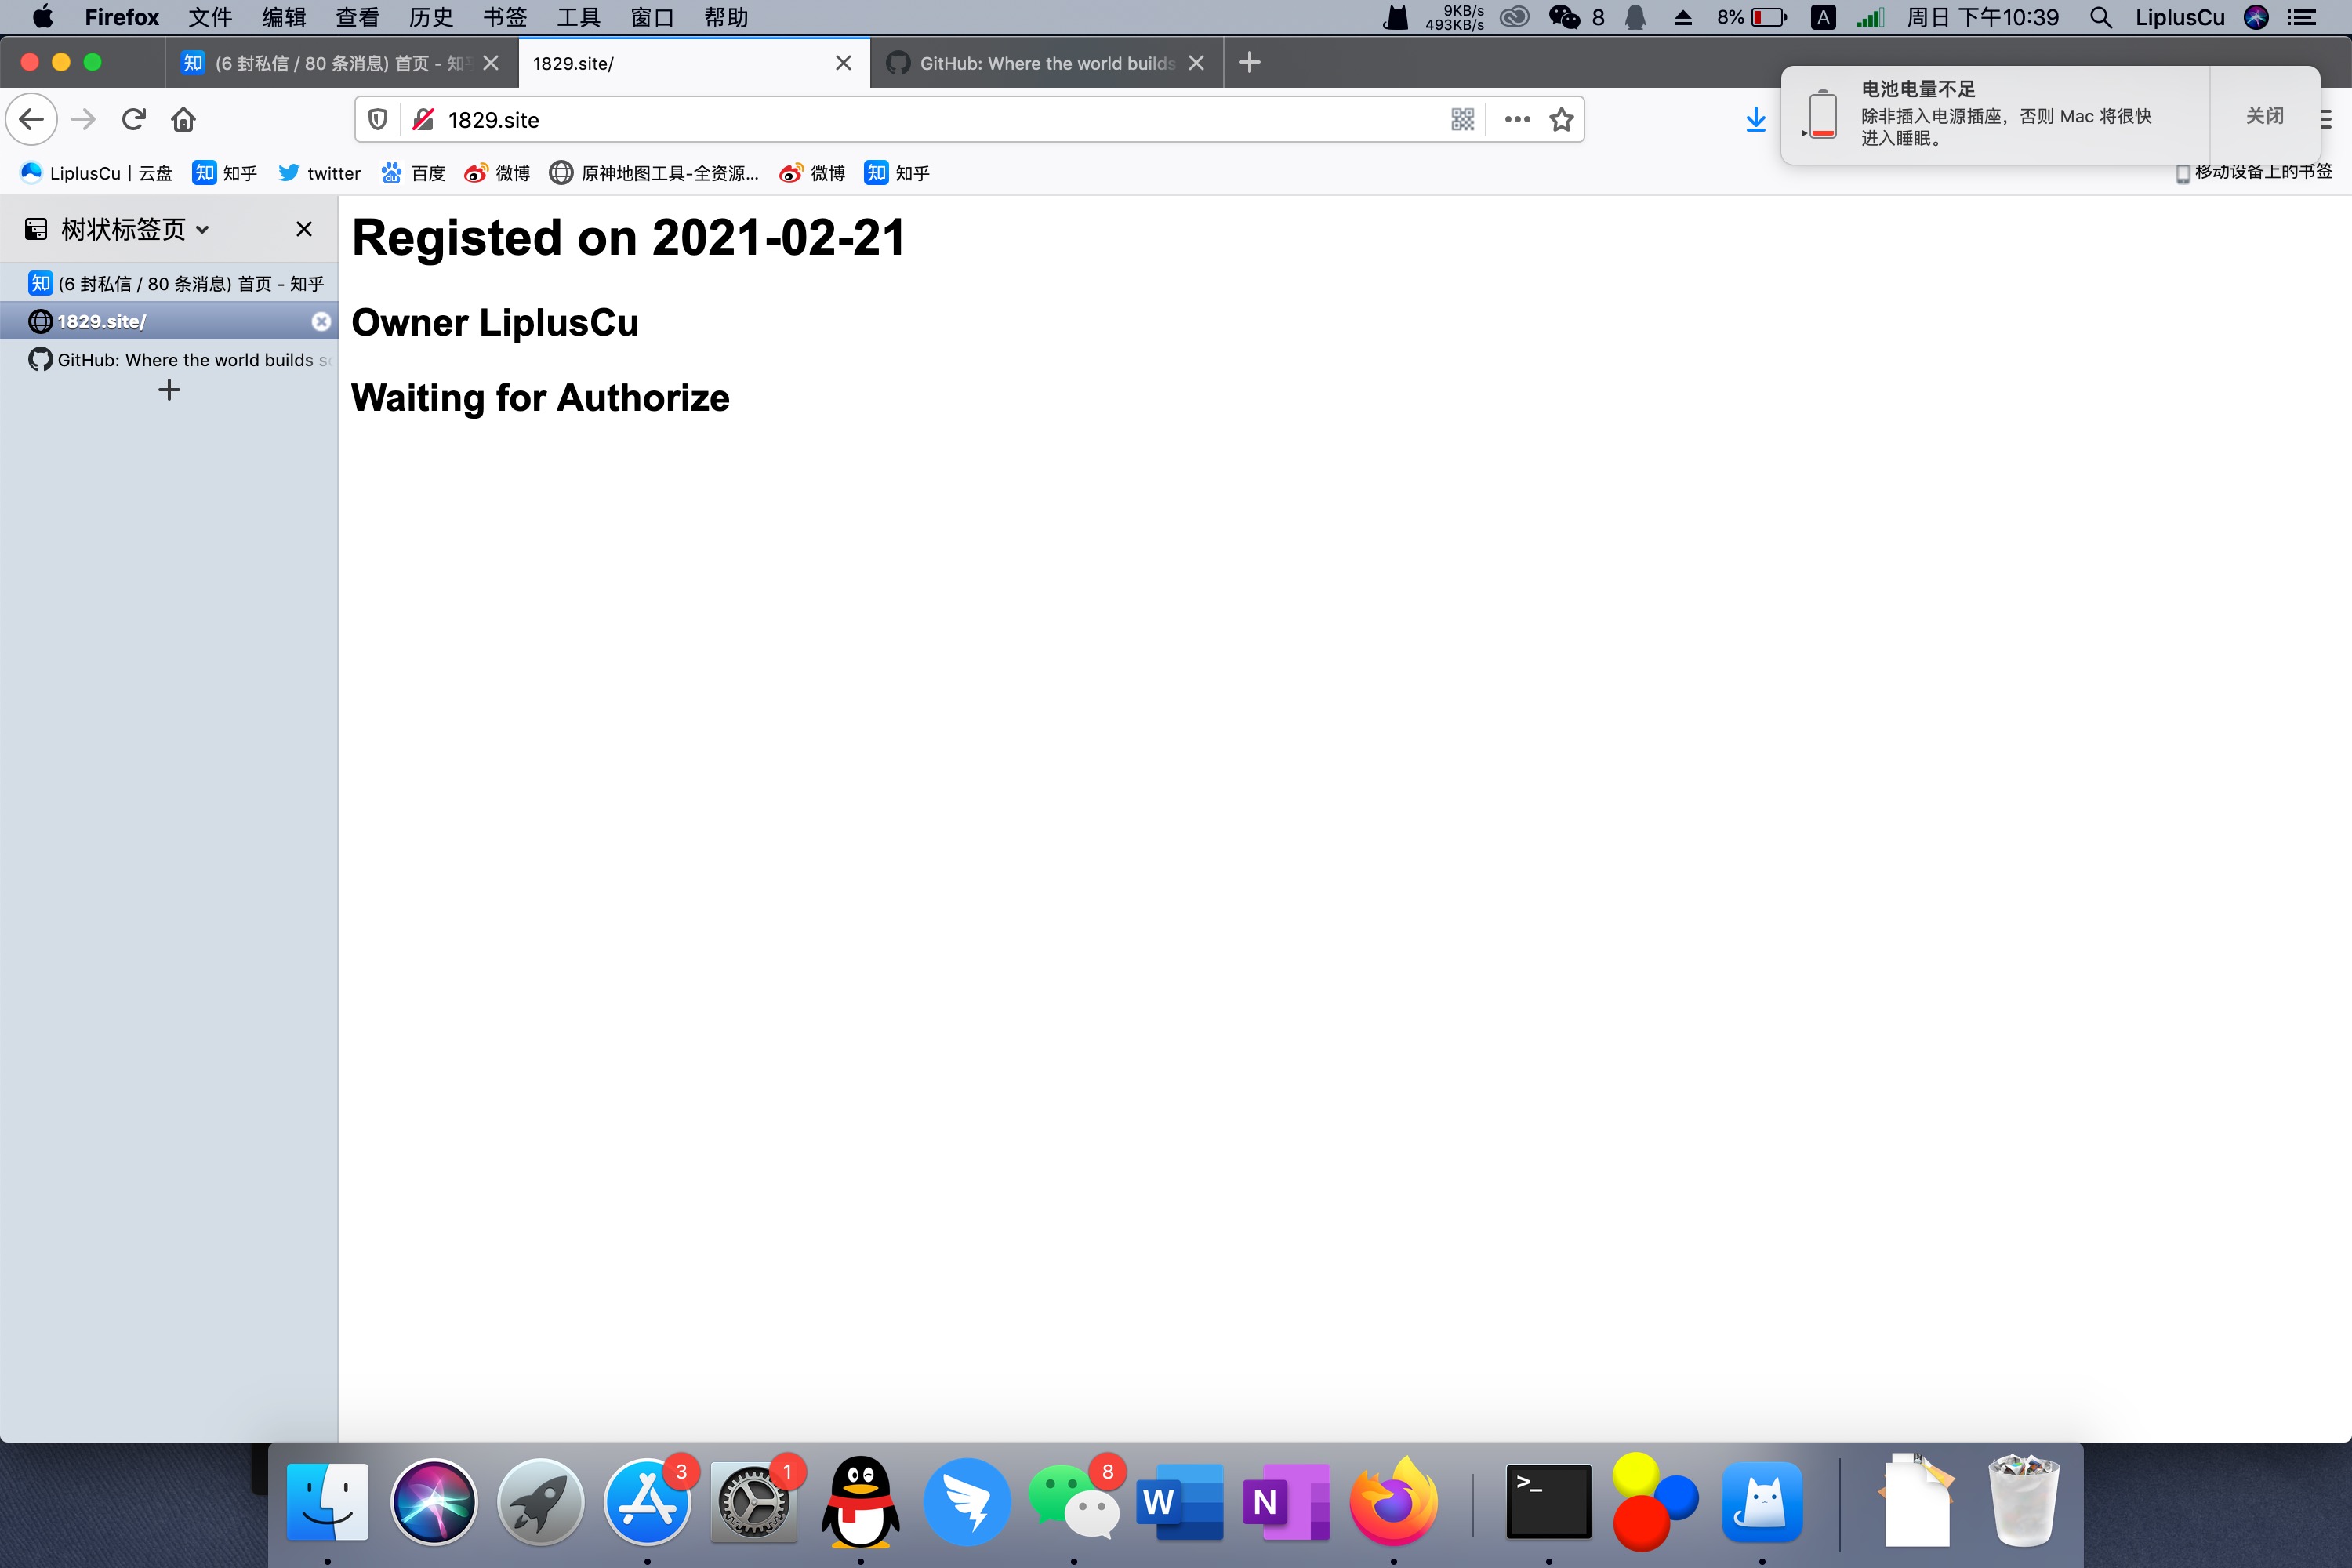 Firefox 文件 编辑 查看 历史 书签 工具 窗口 帮助 9KB/s 493KB/s 8 8% A 周日 下午10:39 LiplusCu
知 (6 封私信 / 80 条消息) 首页 - 知乎 1829.site/ GitHub: Where the world builds
1829.site
电池电量不足
除非插入电源插座，否则 Mac 将很快
进入睡眠。
关闭
LiplusCu | 云盘 知 知乎 twitter du 百度 微博 原神地图工具-全资源... 微博 知 知乎 移动设备上的书签
树状标签页
知 (6 封私信 / 80 条消息) 首页 - 知乎
1829.site/
GitHub: Where the world builds
Registed on 2021-02-21
Owner LiplusCu
Waiting for Authorize
3 1 8
W N >_